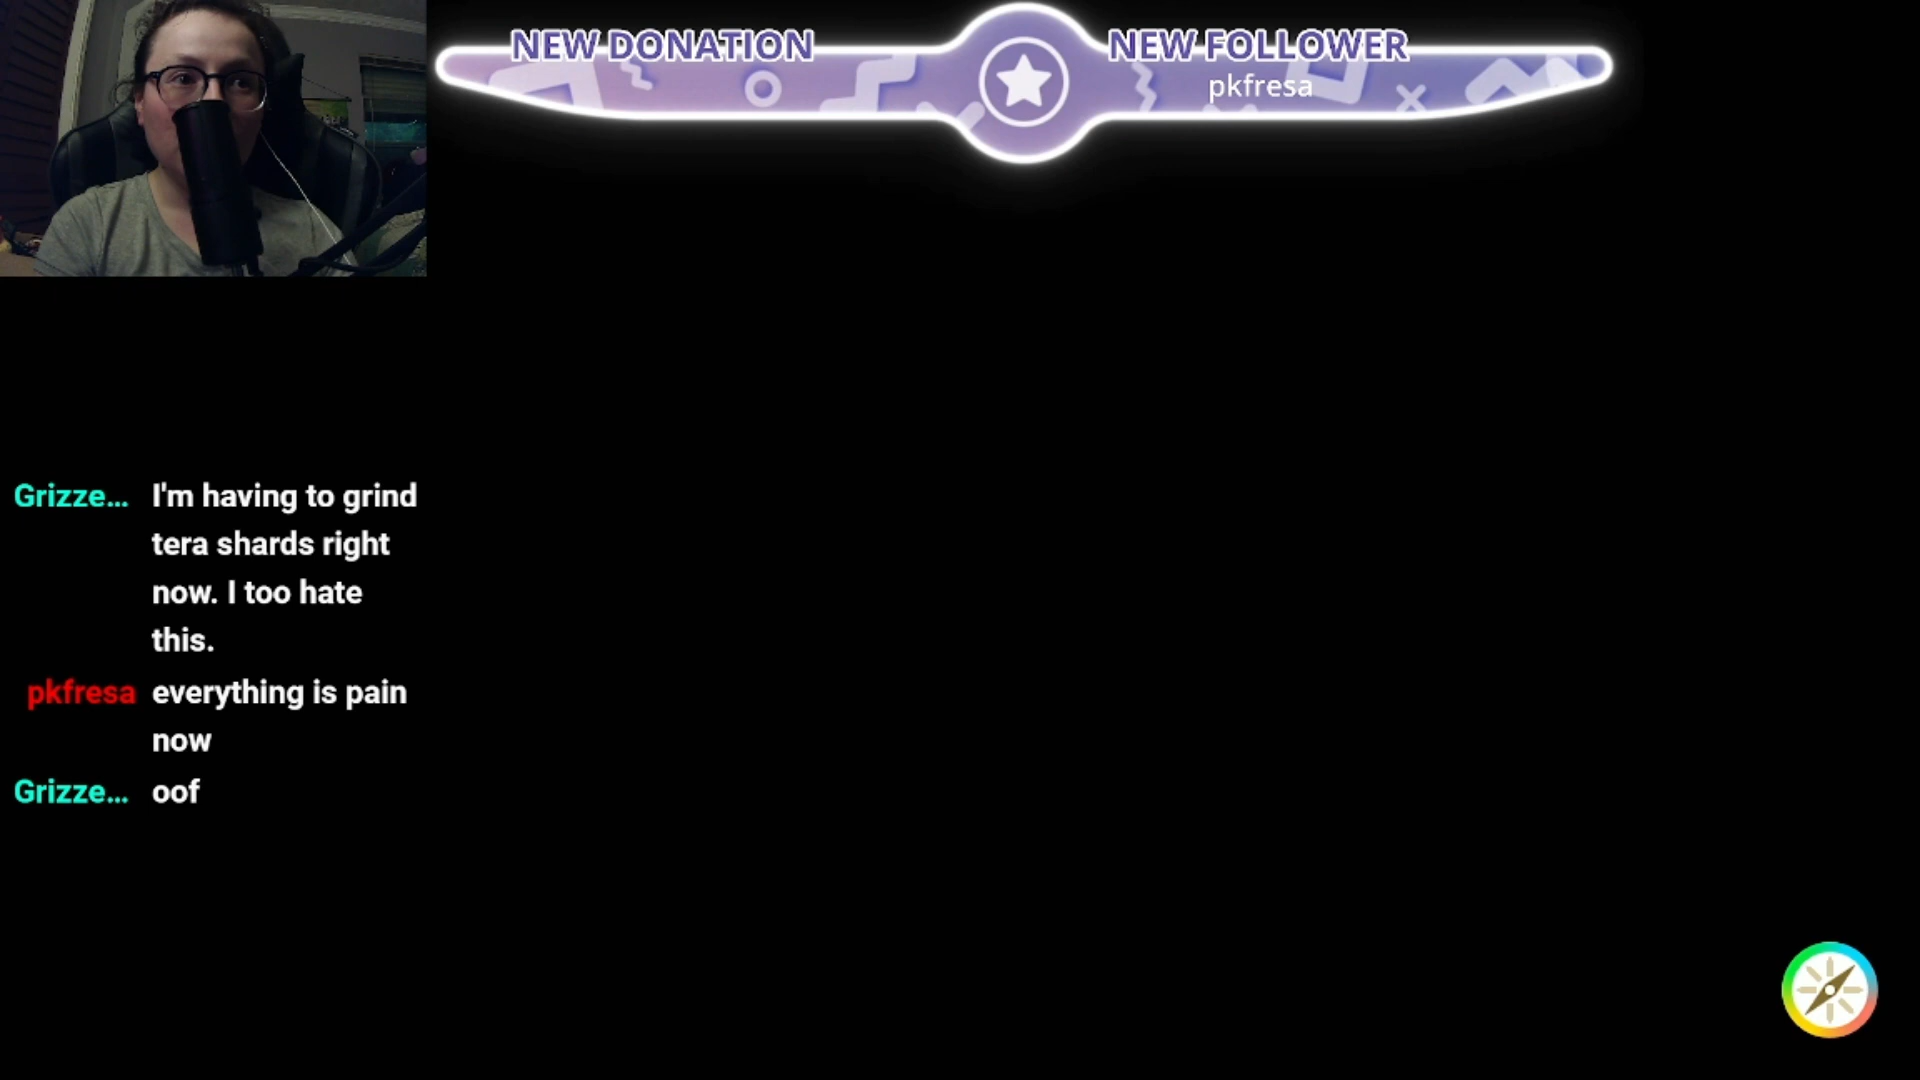 NEW DONATION
NEW FOLLOWER
pkfresa
Grizze... I'm having to grind
tera shards right
now. I too hate
this.
pkfresa everything is pain
now
Grizze... oof